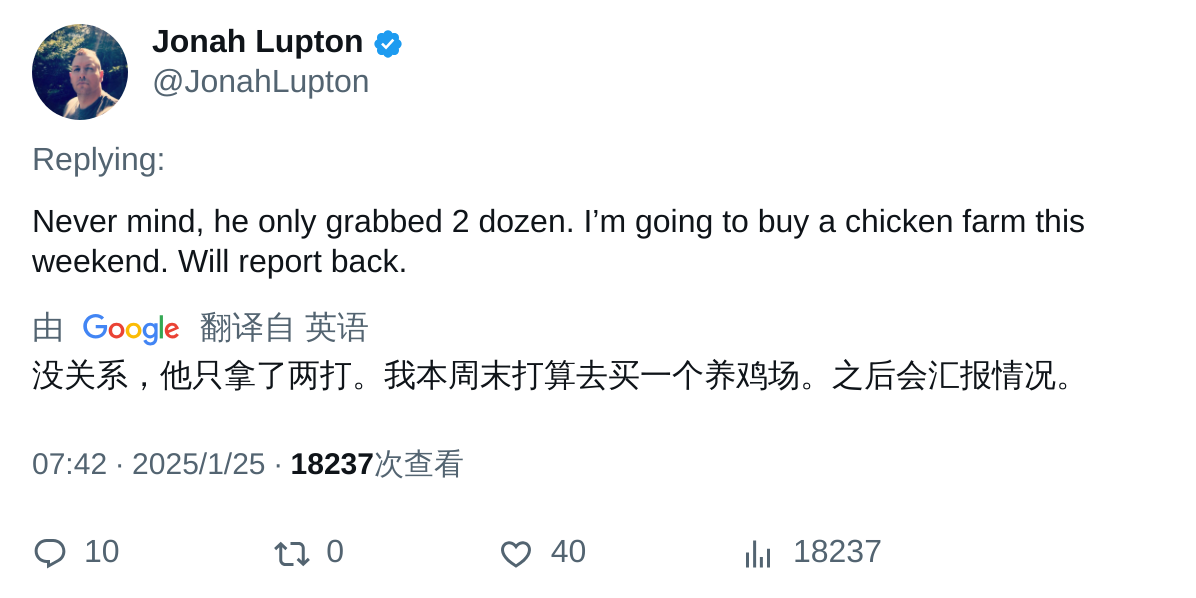 Jonah Lupton
@JonahLupton
Replying:
Never mind, he only grabbed 2 dozen. I’m going to buy a chicken farm this
weekend. Will report back.
由 Google 翻译自 英语
没关系，他只拿了两打。我本周末打算去买一个养鸡场。之后会汇报情况。
07:42 · 2025/1/25 · 18237次查看
10 0 40 18237